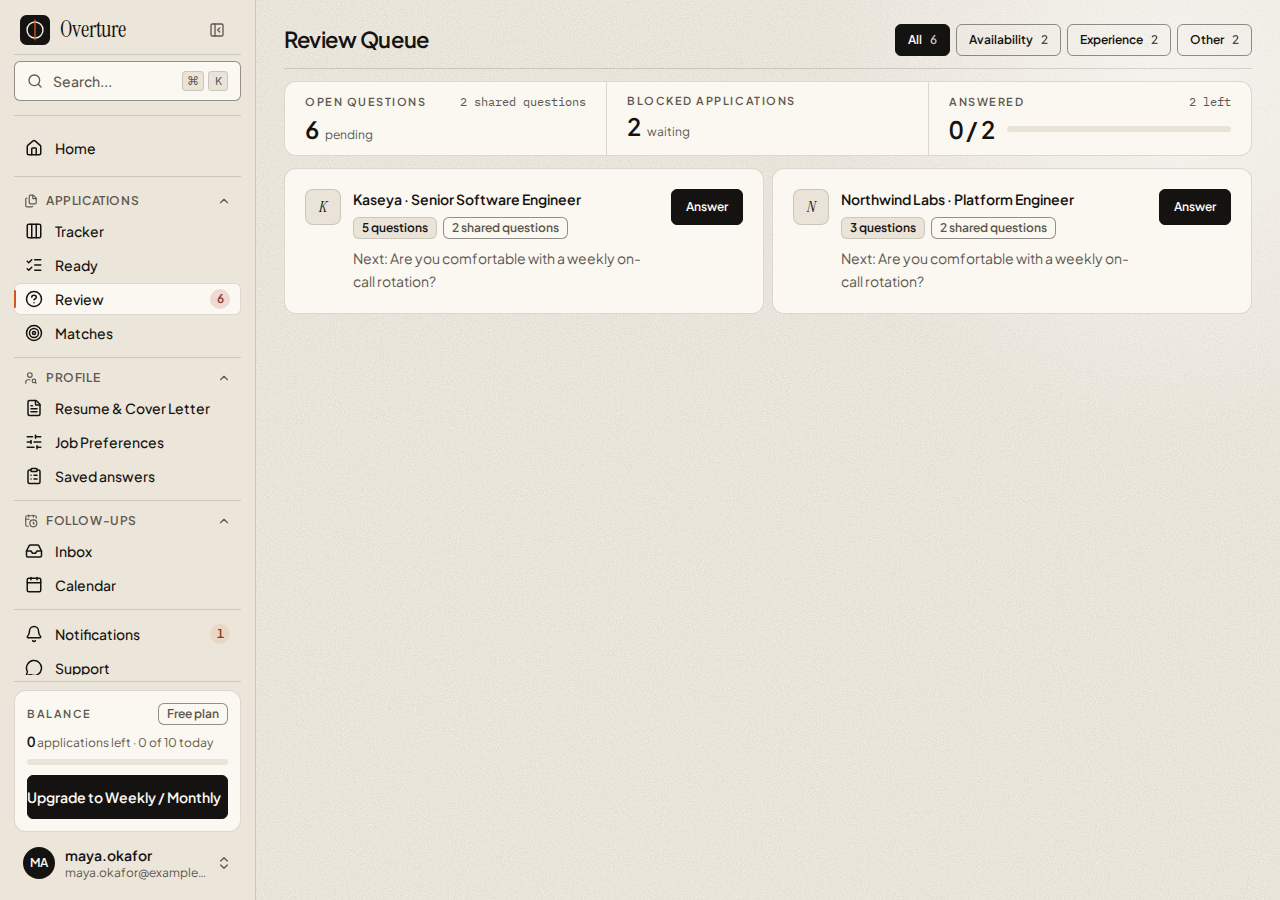 Overture
Search... ⌘ K
Home
APPLICATIONS
Tracker
Ready
Review 6
Matches
PROFILE
Resume & Cover Letter
Job Preferences
Saved answers
FOLLOW-UPS
Inbox
Calendar
Notifications 1
Support
BALANCE Free plan
0 applications left · 0 of 10 today
Upgrade to Weekly / Monthly
MA maya.okafor
maya.okafor@example...
Review Queue
All 6 Availability 2 Experience 2 Other 2
OPEN QUESTIONS 2 shared questions
6 pending
BLOCKED APPLICATIONS
2 waiting
ANSWERED 2 left
0/2
K Kaseya · Senior Software Engineer Answer
5 questions 2 shared questions
Next: Are you comfortable with a weekly on-
call rotation?
N Northwind Labs · Platform Engineer Answer
3 questions 2 shared questions
Next: Are you comfortable with a weekly on-
call rotation?